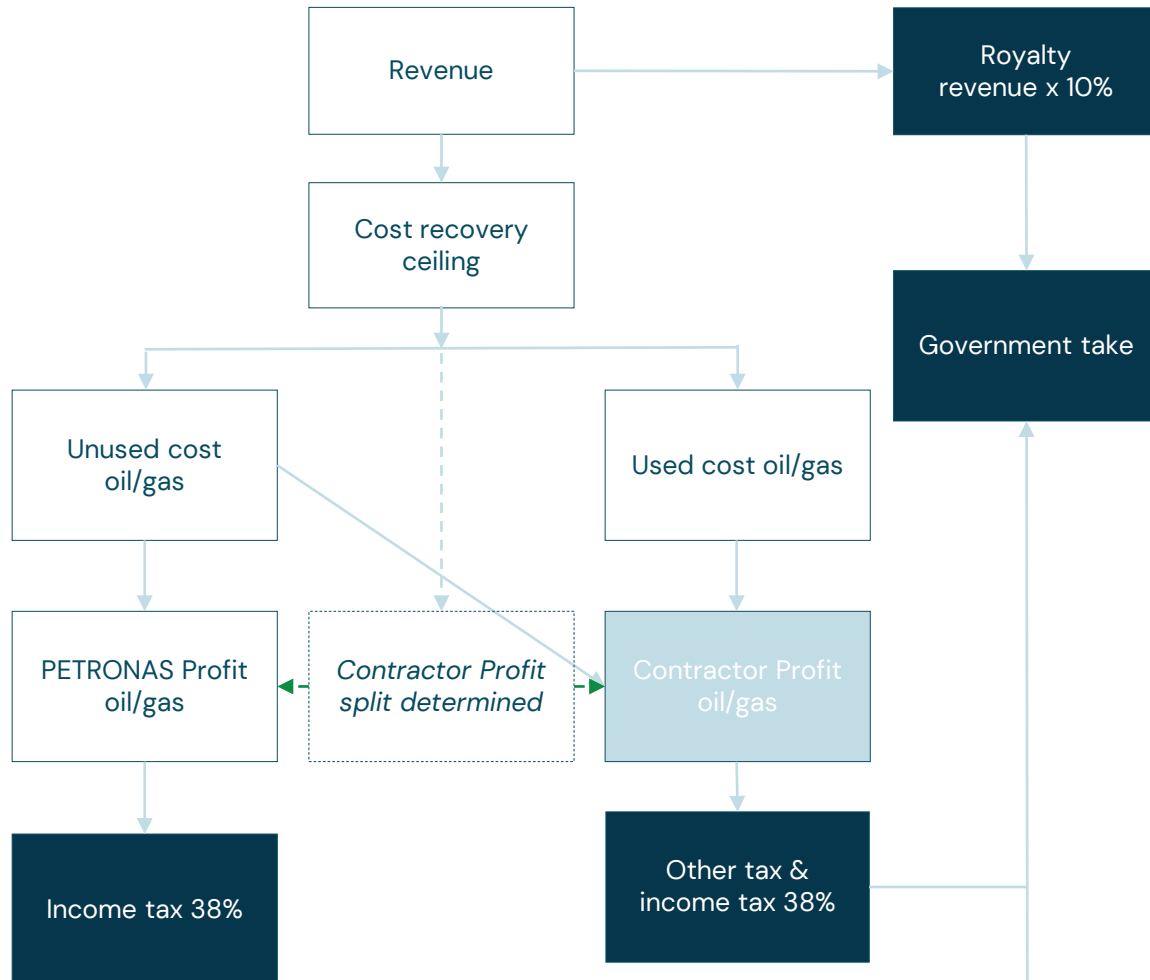 Revenue
Royalty
revenue x 10%
Cost recovery
ceiling
Government take
Unused cost
oil/gas
Used cost oil/gas
PETRONAS Profit
oil/gas
Contractor Profit
split determined
Contractor Profit
oil/gas
Income tax 38%
Other tax &
income tax 38%